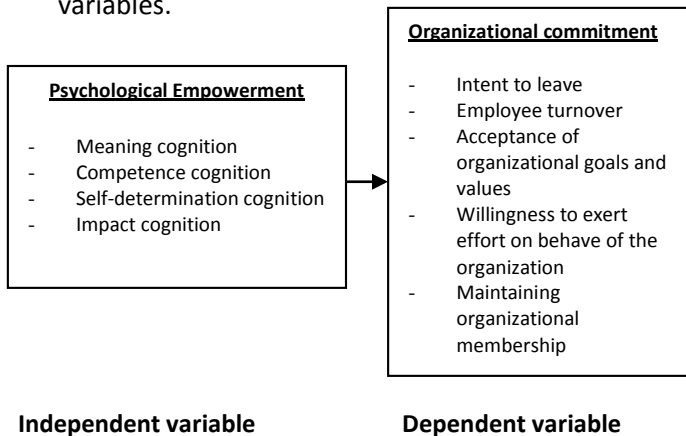 variables.
Psychological Empowerment
- Meaning cognition
- Competence cognition
- Self-determination cognition
- Impact cognition
Organizational commitment
- Intent to leave
- Employee turnover
- Acceptance of
organizational goals and
values
- Willingness to exert
effort on behave of the
organization
- Maintaining
organizational
membership
Independent variable
Dependent variable